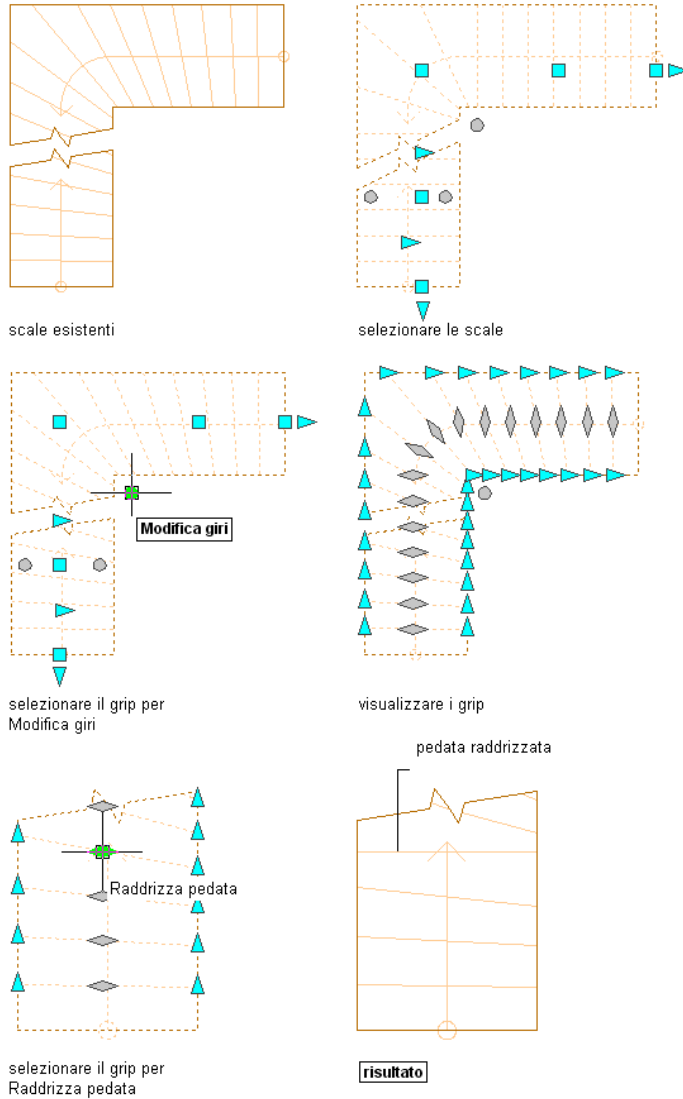 scale esistenti
selezionare le scale
Modifica giri
selezionare il grip per
Modifica giri
visualizzare i grip
pedata raddrizzata
Raddrizza pedata
selezionare il grip per
Raddrizza pedata
risultato